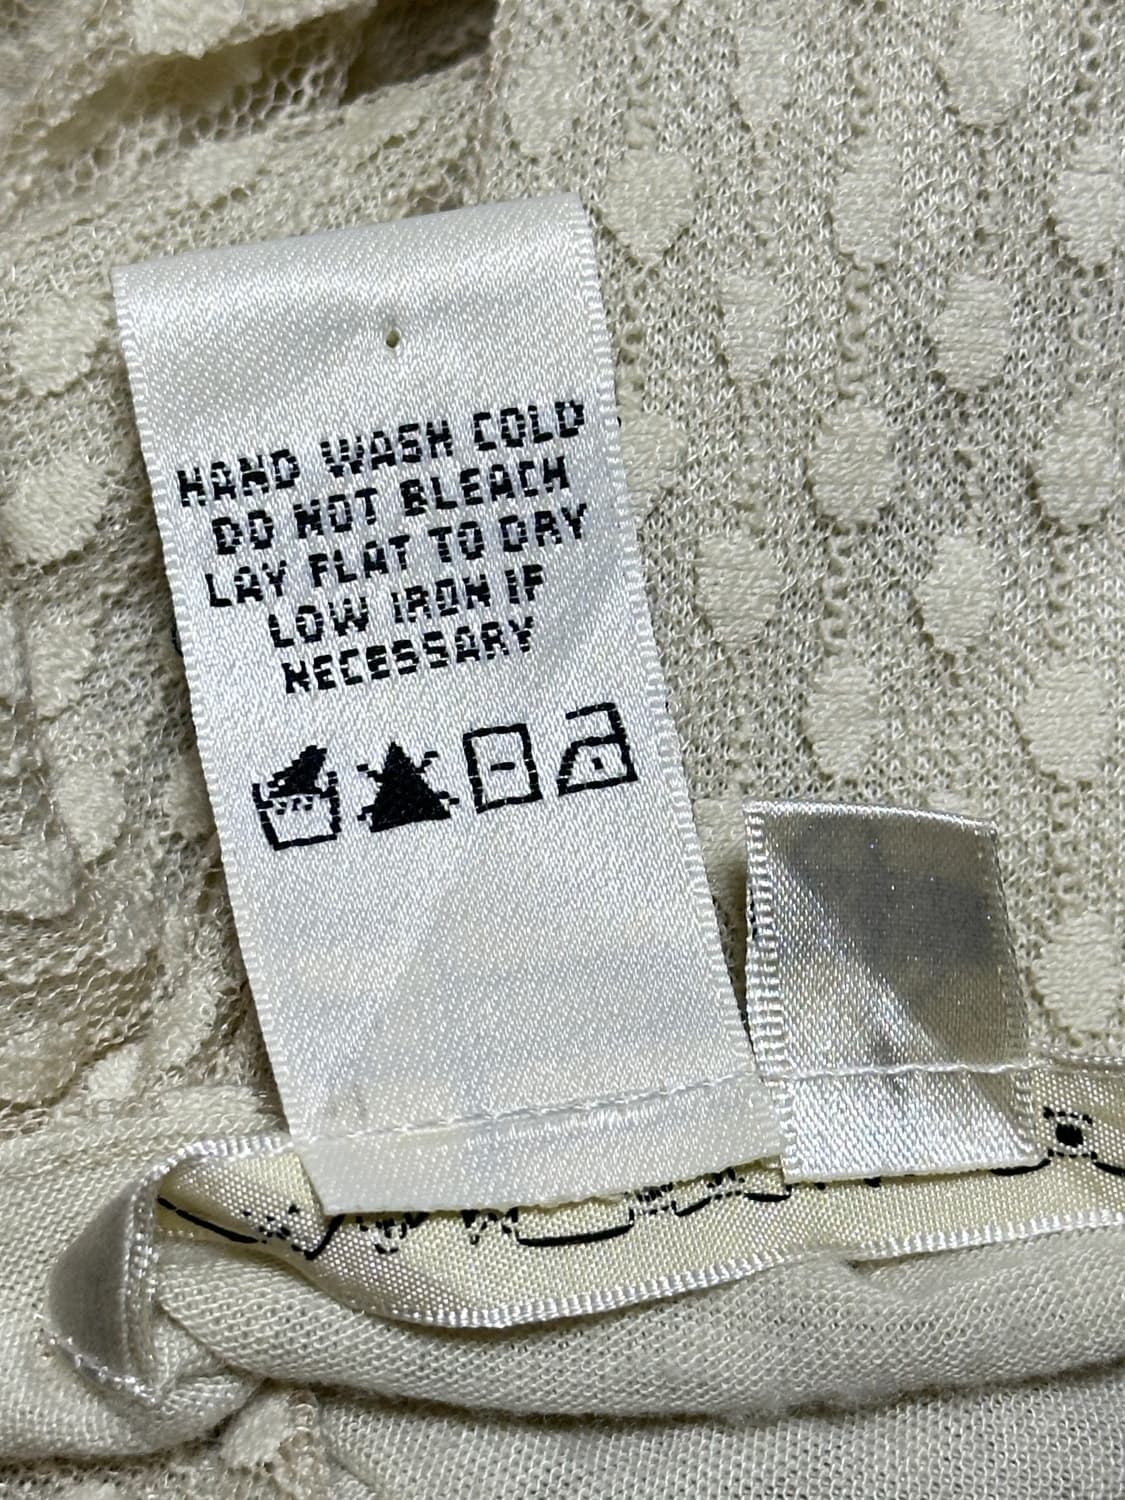 HAND WASH COLD
DO NOT BLEACH
LAY FLAT TO DRY
LOW IRON IF
NECESSARY